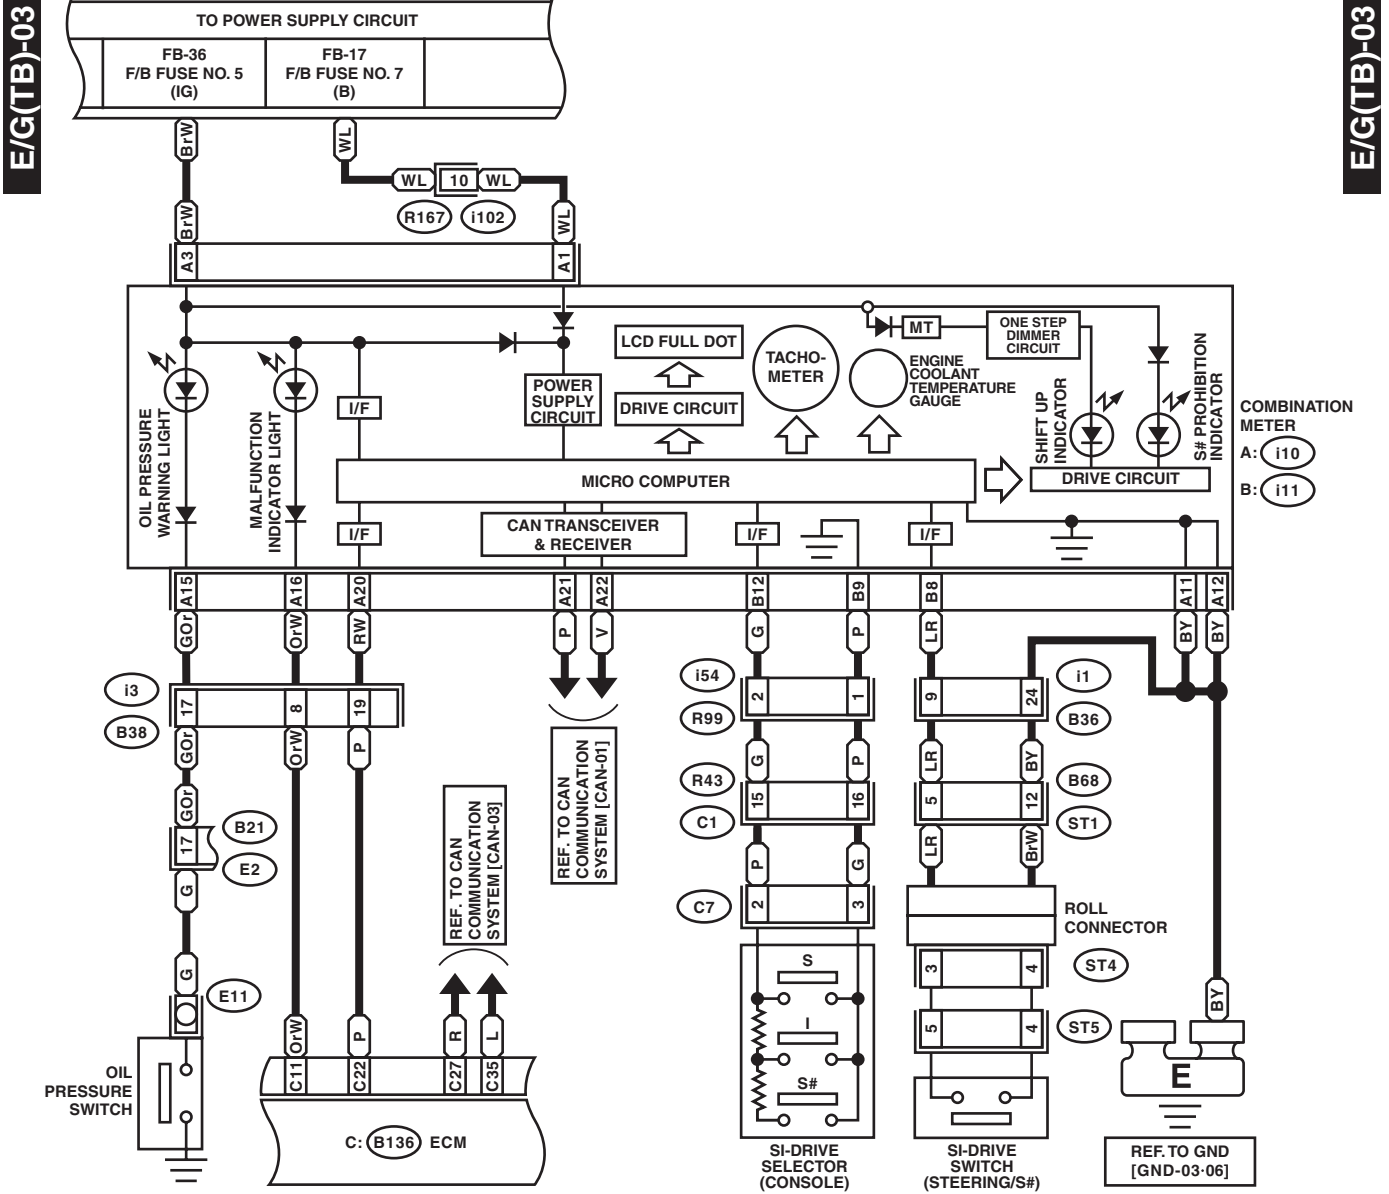 E/G(TB)-03
E/G(TB)-03
TO POWER SUPPLY CIRCUIT
FB-36
F/B FUSE NO. 5
(IG)
FB-17
F/B FUSE NO. 7
(B)
BrW
WL
WL
10
WL
R167
i102
BrW
WL
A3
A1
LCD FULL DOT
DRIVE CIRCUIT
TACHO-
METER
ENGINE
COOLANT
TEMPERATURE
GAUGE
MT
ONE STEP
DIMMER
CIRCUIT
SHIFT UP
INDICATOR
S# PROHIBITION
INDICATOR
OIL PRESSURE
WARNING LIGHT
MALFUNCTION
INDICATOR LIGHT
I/F
POWER
SUPPLY
CIRCUIT
COMBINATION
METER
A: i10
B: i11
MICRO COMPUTER
DRIVE CIRCUIT
I/F
CAN TRANSCEIVER
& RECEIVER
I/F
I/F
A15
A16
A20
A21
A22
B12
B9
B8
A11
A12
GOr
OrW
RW
P
V
G
P
LR
BY
BY
i3
17
8
19
B38
i54
2
1
R99
9
24
i1
B36
GOr
OrW
P
G
P
LR
BY
REF. TO CAN
COMMUNICATION
SYSTEM [CAN-01]
REF. TO CAN
COMMUNICATION
SYSTEM [CAN-03]
GOr
17
B21
E2
R43
15
16
C1
5
12
B68
ST1
G
P
G
LR
BrW
C7
2
3
ROLL
CONNECTOR
G
E11
3
4
ST4
5
4
ST5
S
I
S#
BY
E
OrW
P
R
L
C11
C22
C27
C35
OIL
PRESSURE
SWITCH
C: B136 ECM
SI-DRIVE
SELECTOR
(CONSOLE)
SI-DRIVE
SWITCH
(STEERING/S#)
REF. TO GND
[GND-03·06]